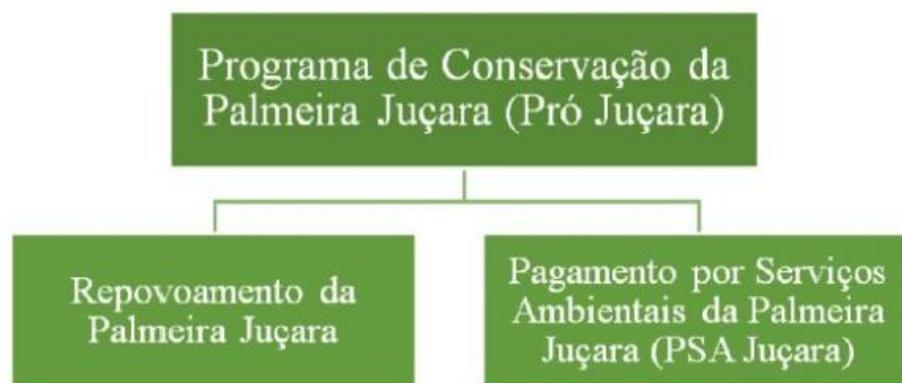 Programa de Conservação da
Palmeira Juçara (Pró Juçara)
Repovoamento da
Palmeira Juçara
Pagamento por Serviços
Ambientais da Palmeira
Juçara (PSA Juçara)